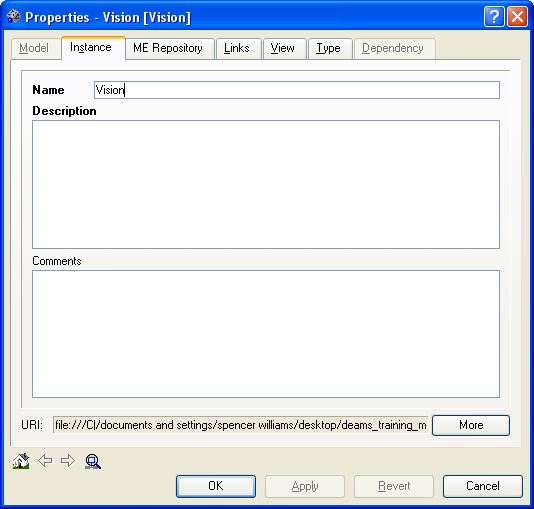 Properties - Vision [Vision]
Model Instance ME Repository Links View Type Dependency
Name Vision
Description
Comments
URI: file:///C|/documents and settings/spencer williams/desktop/deams_training_m More
OK Apply Revert Cancel